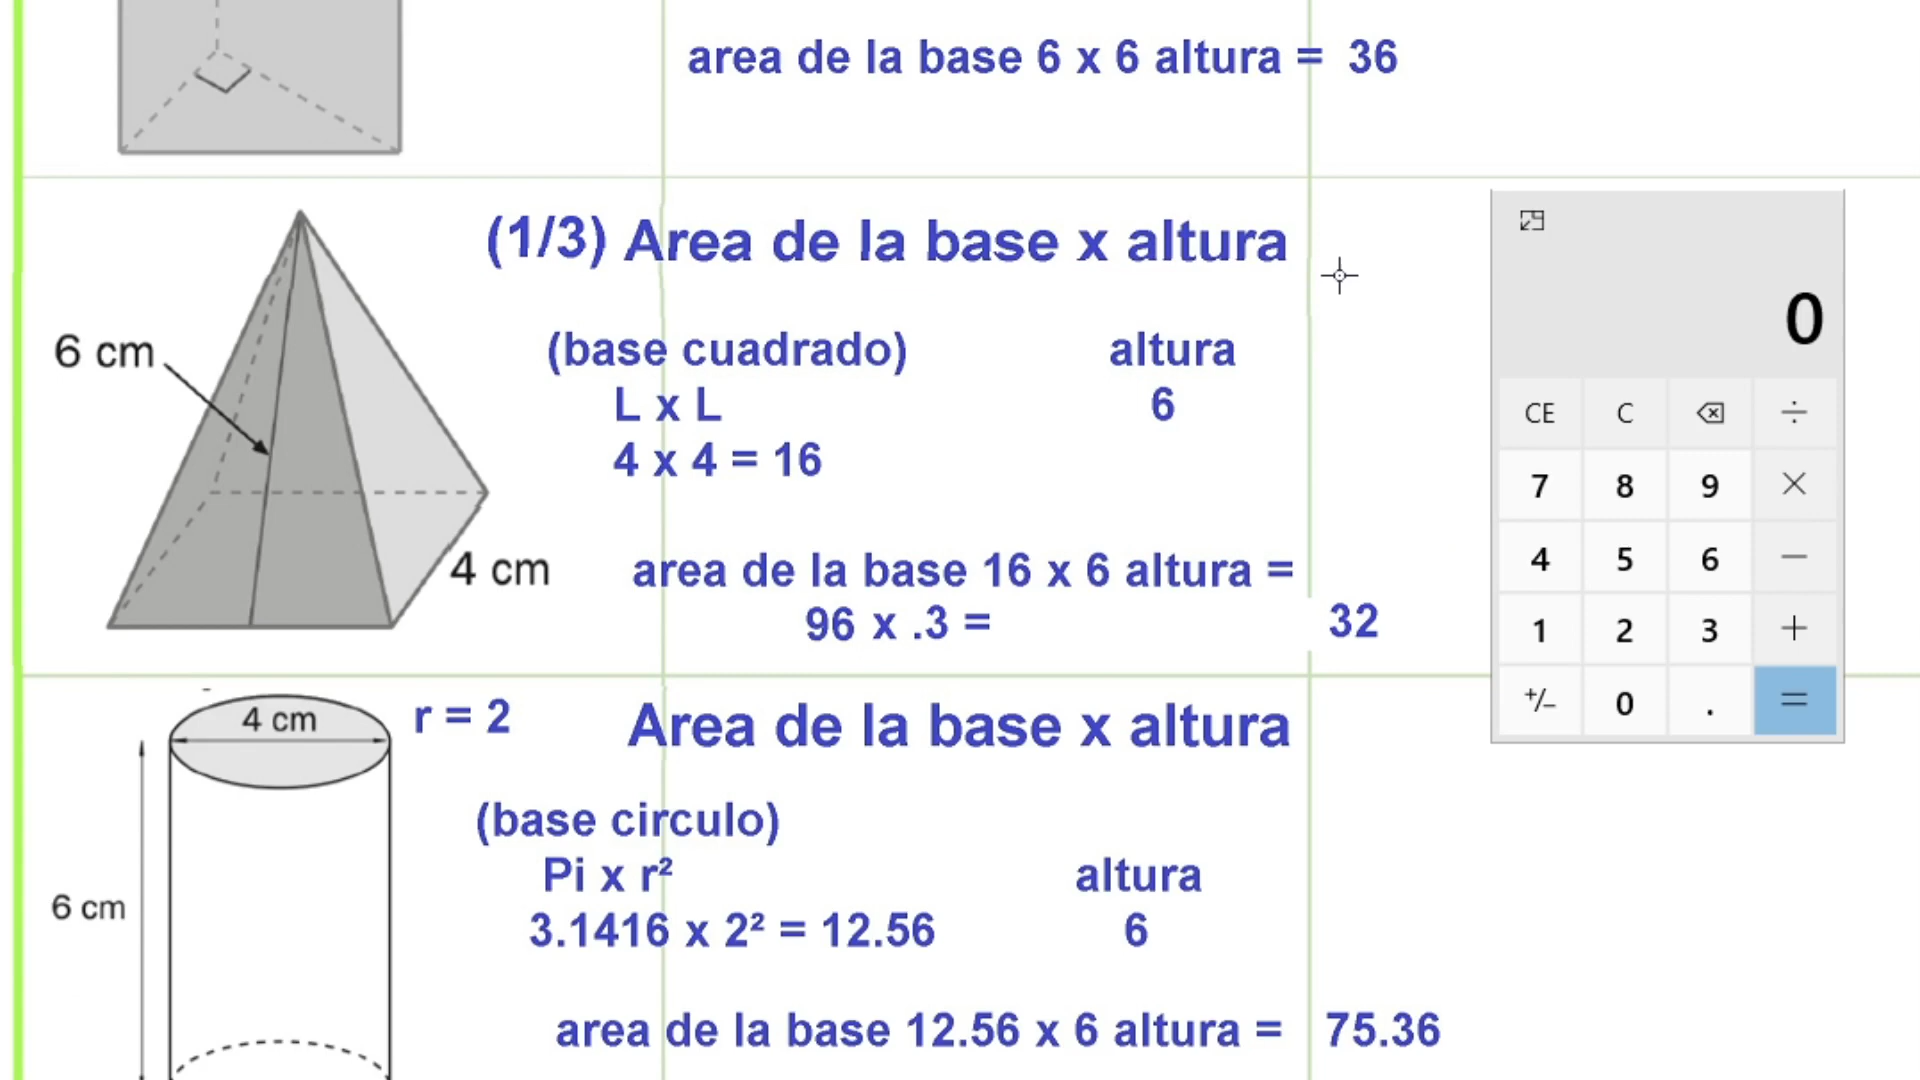 area de la base 6 x 6 altura = 36
(1/3) Area de la base x altura
6 cm
(base cuadrado) altura
L x L 6
4 x 4 = 16
4 cm
area de la base 16 x 6 altura =
96 x .3 = 32
0
CE C ÷
7 8 9 ×
4 5 6 −
1 2 3 +
+/− 0 . =
4 cm
r = 2
Area de la base x altura
(base circulo)
Pi x r² altura
6 cm
3.1416 x 2² = 12.56 6
area de la base 12.56 x 6 altura = 75.36